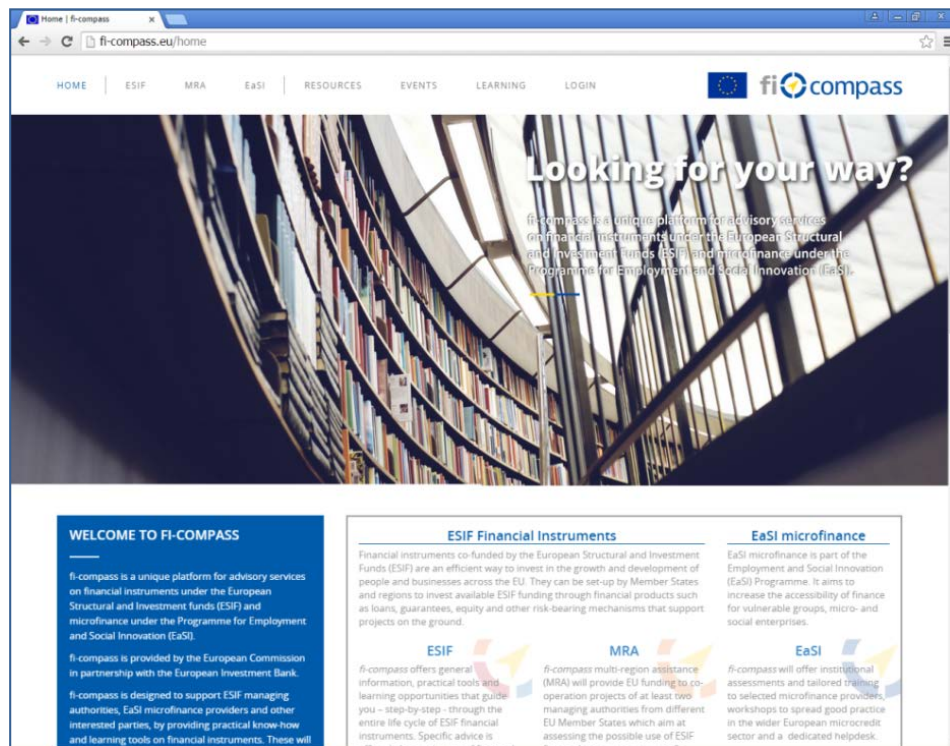 Home | fi-compass
fi-compass.eu/home
HOME ESIF MRA EaSI RESOURCES EVENTS LEARNING LOGIN
fi compass
Looking for your way?
fi-compass is a unique platform for advisory services
on financial instruments under the European Structural
and Investment Funds (ESIF) and microfinance under the
Programme for Employment and Social Innovation (EaSI).
WELCOME TO FI-COMPASS
fi-compass is a unique platform for advisory services
on financial instruments under the European
Structural and Investment funds (ESIF) and
microfinance under the Programme for Employment
and Social Innovation (EaSI).
fi-compass is provided by the European Commission
in partnership with the European Investment Bank.
fi-compass is designed to support ESIF managing
authorities, EaSI microfinance providers and other
interested parties, by providing practical know-how
and learning tools on financial instruments. These will
ESIF Financial Instruments
Financial instruments co-funded by the European Structural and Investment
Funds (ESIF) are an efficient way to invest in the growth and development of
people and businesses across the EU. They can be set-up by Member States
and regions to invest available ESIF funding through financial products such
as loans, guarantees, equity and other risk-bearing mechanisms that support
projects on the ground.
EaSI microfinance
EaSI microfinance is part of the
Employment and Social Innovation
(EaSI) Programme. It aims to
increase the accessibility of finance
for vulnerable groups, micro- and
social enterprises.
ESIF
fi-compass offers general
information, practical tools and
learning opportunities that guide
you – step-by-step - through the
entire life cycle of ESIF financial
instruments. Specific advice is
MRA
fi-compass multi-region assistance
(MRA) will provide EU funding to co-
operation projects of at least two
managing authorities from different
EU Member States which aim at
assessing the possible use of ESIF
EaSI
fi-compass will offer institutional
assessments and tailored training
to selected microfinance providers,
workshops to spread good practice
in the wider European microcredit
sector and a dedicated helpdesk.